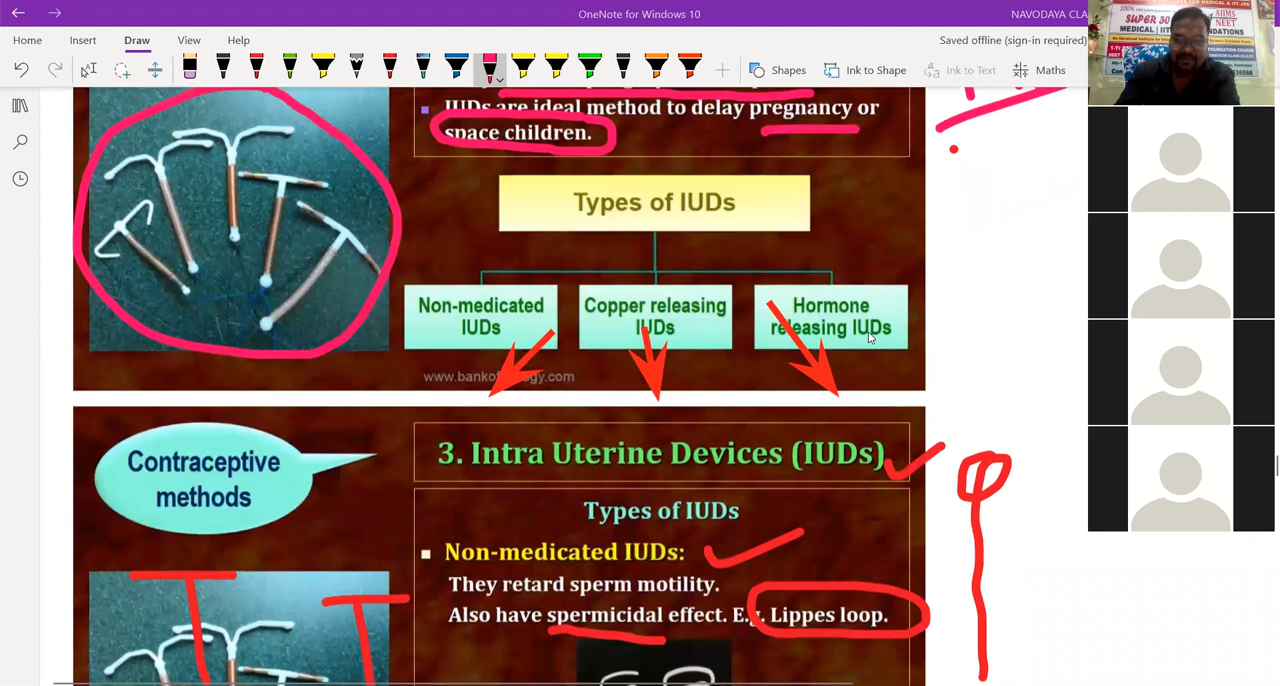 OneNote for Windows 10
NAVODAYA CLA
Home Insert Draw View Help
Saved offline (sign-in required)
Shapes Ink to Shape Ink to Text Maths
SUPER 30
AIIMS
NEET
MEDICAL | IIT
FOUNDATION COURSE
IUDs are ideal method to delay pregnancy or
space children.
Types of IUDs
Non-medicated
IUDs
Copper releasing
IUDs
Hormone
releasing IUDs
Contraceptive
methods
3. Intra Uterine Devices (IUDs)
Types of IUDs
Non-medicated IUDs:
They retard sperm motility.
Also have spermicidal effect. E.g. Lippes loop.